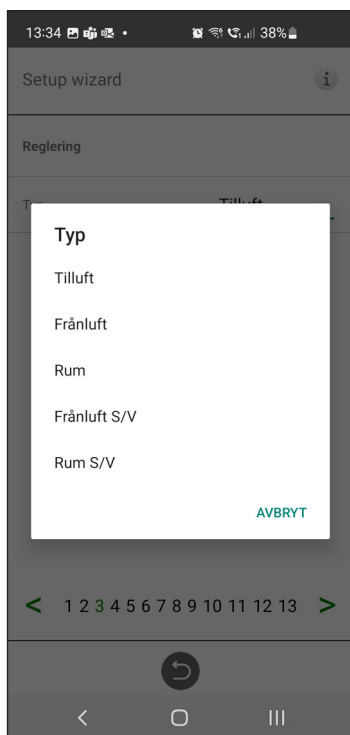 13:34 38%
Setup wizard i
Reglering
Typ Tilluft
Typ
Tilluft
Frånluft
Rum
Frånluft S/V
Rum S/V
AVBRYT
< 1 2 3 4 5 6 7 8 9 10 11 12 13 >